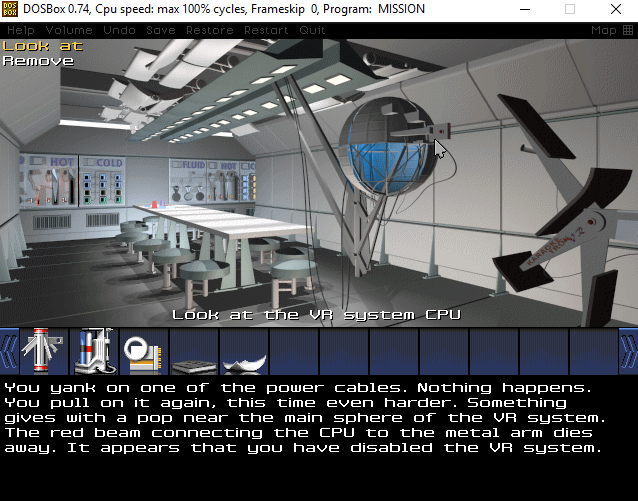 DOSBox 0.74, Cpu speed: max 100% cycles, Frameskip 0, Program: MISSION
Help Volume Undo Save Restore Restart Quit Map
Look at
Remove
HOT COLD FLUID HOT
Look at the VR system CPU
You yank on one of the power cables. Nothing happens.
You pull on it again, this time even harder. Something
gives with a pop near the main sphere of the VR system.
The red beam connecting the CPU to the metal arm dies
away. It appears that you have disabled the VR system.